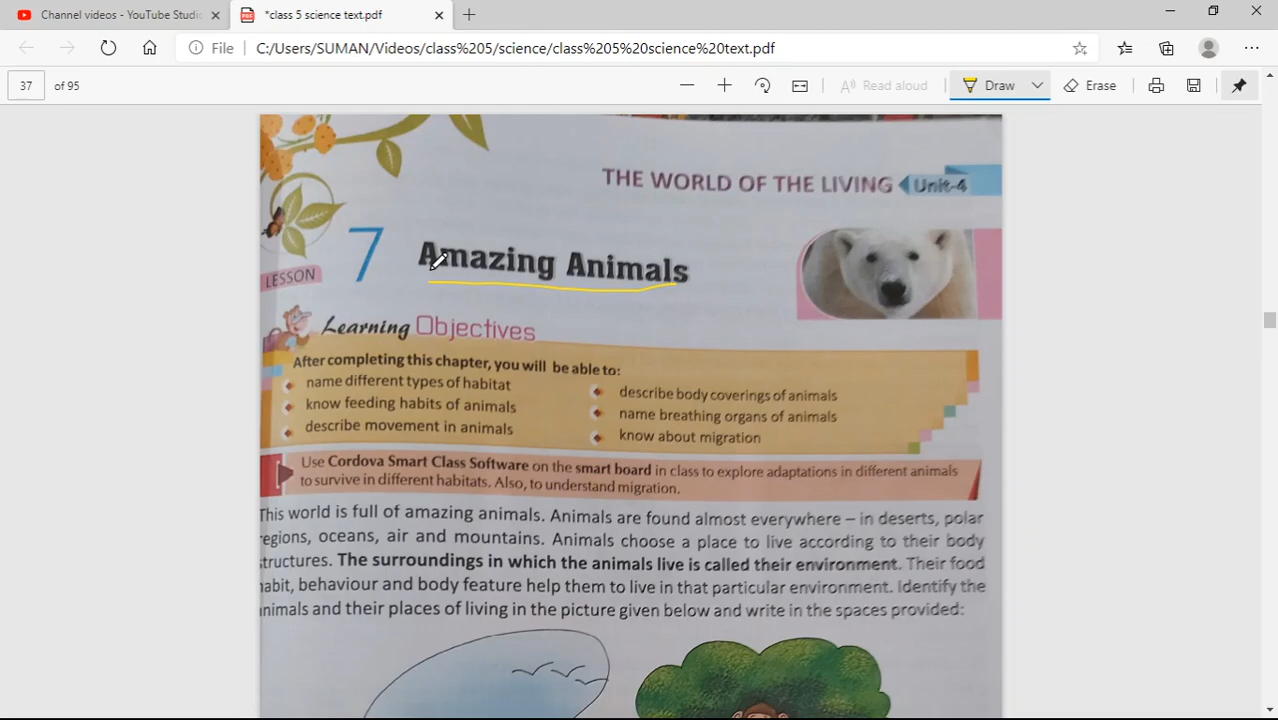 Channel videos - YouTube Studi
*class 5 science text.pdf
File
C:/Users/SUMAN/Videos/class%205/science/class%205%20science%20text.pdf
37 of 95
Read aloud
Draw
Erase
THE WORLD OF THE LIVING
Unit-4
LESSON 7
Amazing Animals
Learning Objectives
After completing this chapter, you will be able to:
name different types of habitat
know feeding habits of animals
describe movement in animals
describe body coverings of animals
name breathing organs of animals
know about migration
Use Cordova Smart Class Software on the smart board in class to explore adaptations in different animals
to survive in different habitats. Also, to understand migration.
This world is full of amazing animals. Animals are found almost everywhere – in deserts, polar
regions, oceans, air and mountains. Animals choose a place to live according to their body
structures. The surroundings in which the animals live is called their environment. Their food
habit, behaviour and body feature help them to live in that particular environment. Identify the
animals and their places of living in the picture given below and write in the spaces provided: